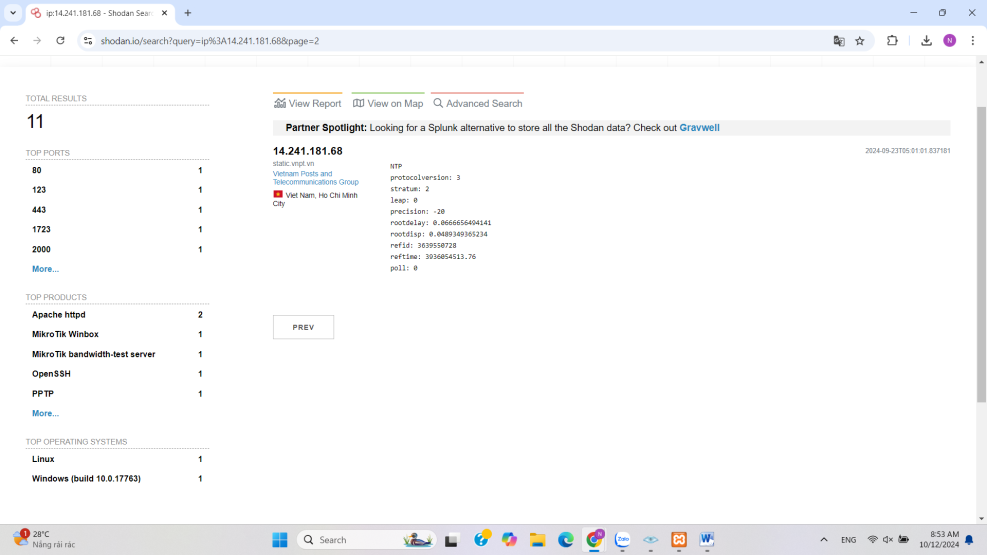 ip:14.241.181.68 - Shodan Sear
shodan.io/search?query=ip%3A14.241.181.68&page=2
N
TOTAL RESULTS
11
TOP PORTS
80 1
123 1
443 1
1723 1
2000 1
More...
TOP PRODUCTS
Apache httpd 2
MikroTik Winbox 1
MikroTik bandwidth-test server 1
OpenSSH 1
PPTP 1
More...
TOP OPERATING SYSTEMS
Linux 1
Windows (build 10.0.17763) 1
View Report View on Map Advanced Search
Partner Spotlight: Looking for a Splunk alternative to store all the Shodan data? Check out Gravwell
14.241.181.68
static.vnpt.vn
Vietnam Posts and
Telecommunications Group
Viet Nam, Ho Chi Minh
City
2024-09-23T05:01:01.837181
NTP
protocolversion: 3
stratum: 2
leap: 0
precision: -20
rootdelay: 0.0666656494141
rootdisp: 0.0489349365234
refid: 3639550728
reftime: 3936054513.76
poll: 0
PREV
1
28°C
Nắng rải rác
Search
Zalo
N
W
ENG
8:53 AM
10/12/2024